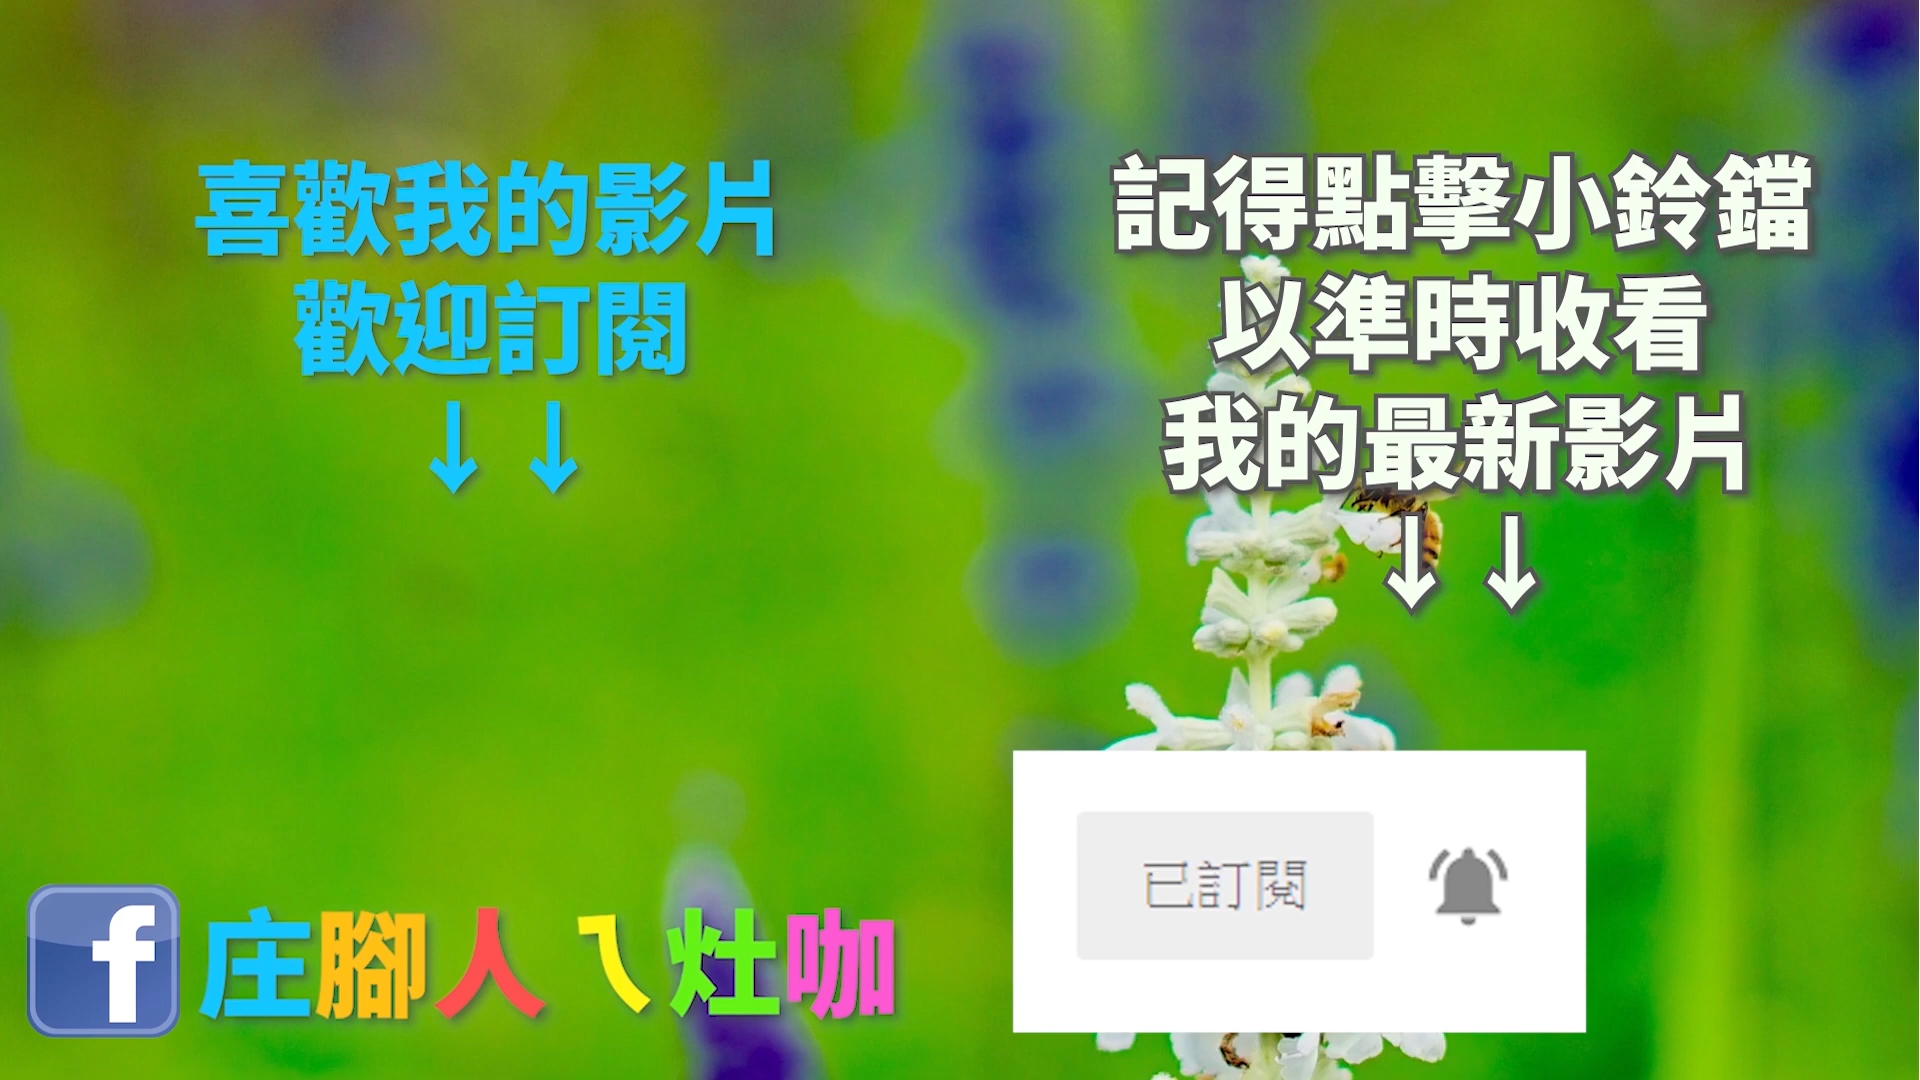 喜歡我的影片
歡迎訂閱
↓ ↓
記得點擊小鈴鐺
以準時收看
我的最新影片
↓ ↓
已訂閱
f 庄腳人ㄟ灶咖